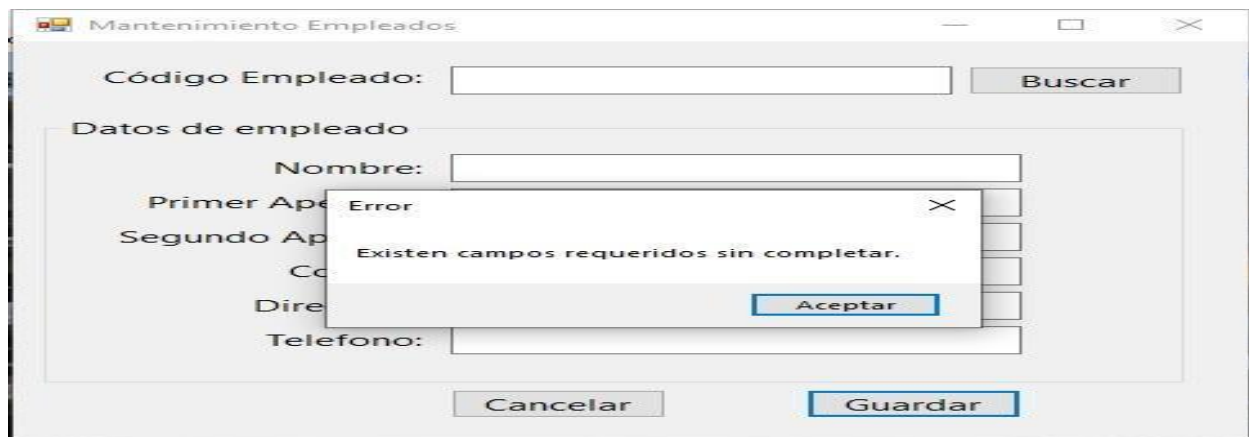 Mantenimiento Empleados
Código Empleado: Buscar
Datos de empleado
Nombre:
Primer Ape
Error
Segundo Ap
Existen campos requeridos sin completar.
Co
Dire
Aceptar
Telefono:
Cancelar Guardar